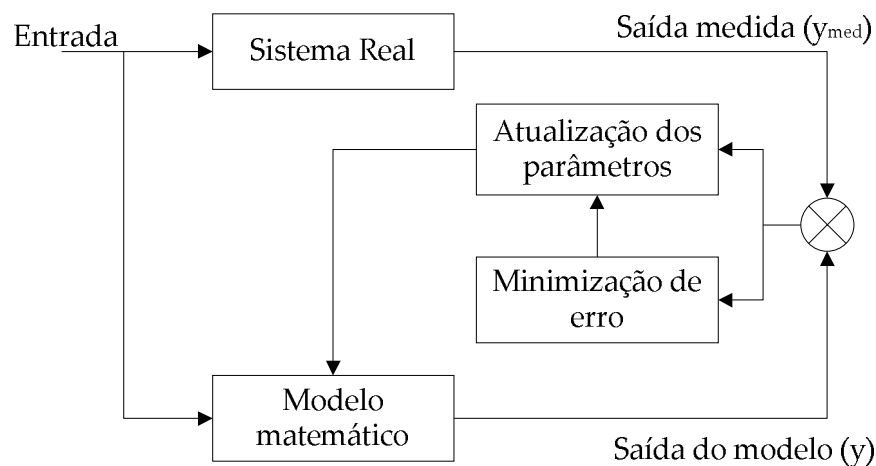 Entrada
Sistema Real
Saída medida (ymed)
Atualização dos
parâmetros
Minimização de
erro
Modelo
matemático
Saída do modelo (y)